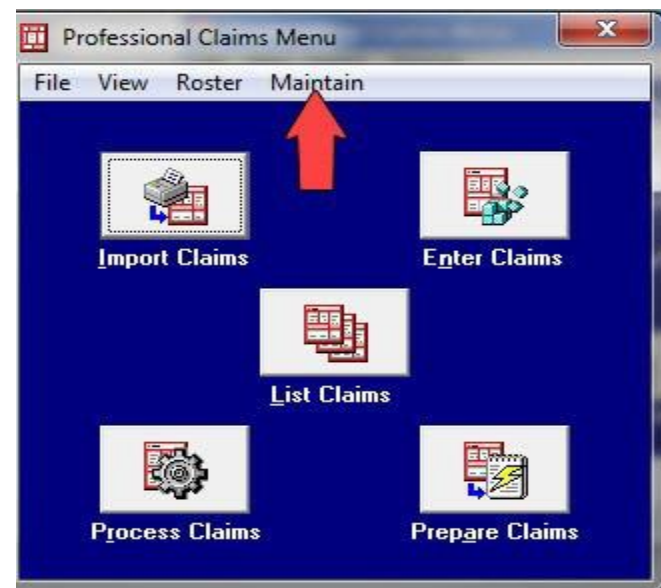 Professional Claims Menu
File View Roster Maintain
Import Claims
Enter Claims
List Claims
Process Claims
Prepare Claims